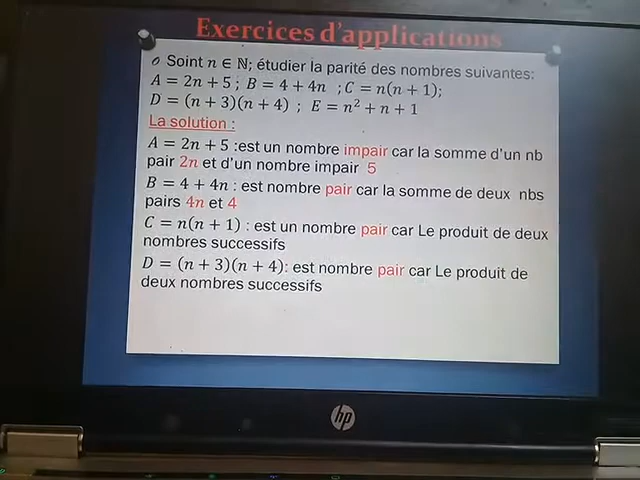 Exercices d'applications
Soint n ∈ ℕ; étudier la parité des nombres suivantes:
A = 2n + 5 ; B = 4 + 4n ; C = n(n + 1);
D = (n + 3)(n + 4) ; E = n² + n + 1
La solution :
A = 2n + 5 :est un nombre impair car la somme d'un nb
pair 2n et d'un nombre impair 5
B = 4 + 4n : est nombre pair car la somme de deux nbs
pairs 4n et 4
C = n(n + 1) : est un nombre pair car Le produit de deux
nombres successifs
D = (n + 3)(n + 4): est nombre pair car Le produit de
deux nombres successifs
hp